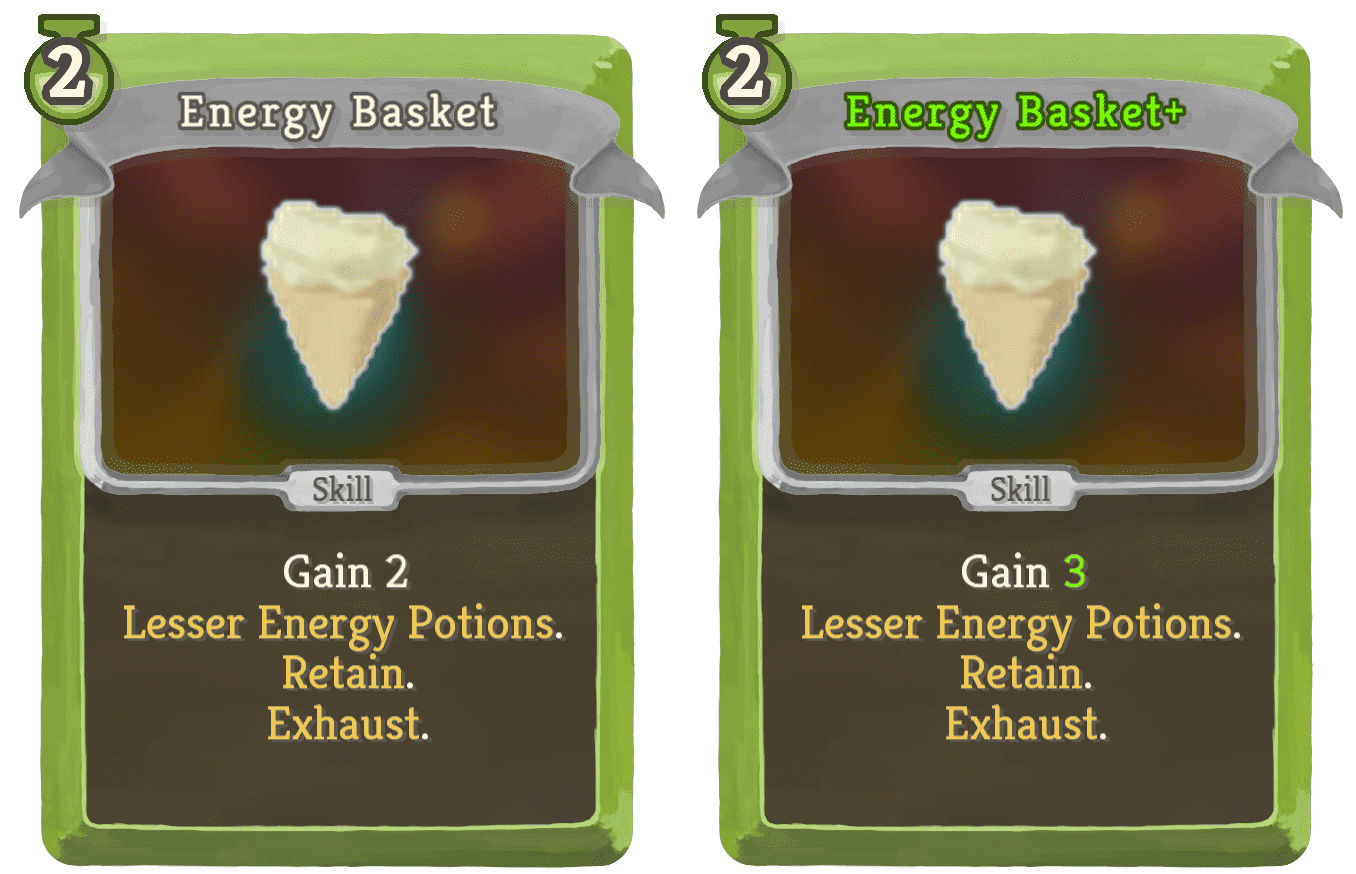 2
Energy Basket
Skill
Gain 2
Lesser Energy Potions.
Retain.
Exhaust.
2
Energy Basket+
Skill
Gain 3
Lesser Energy Potions.
Retain.
Exhaust.